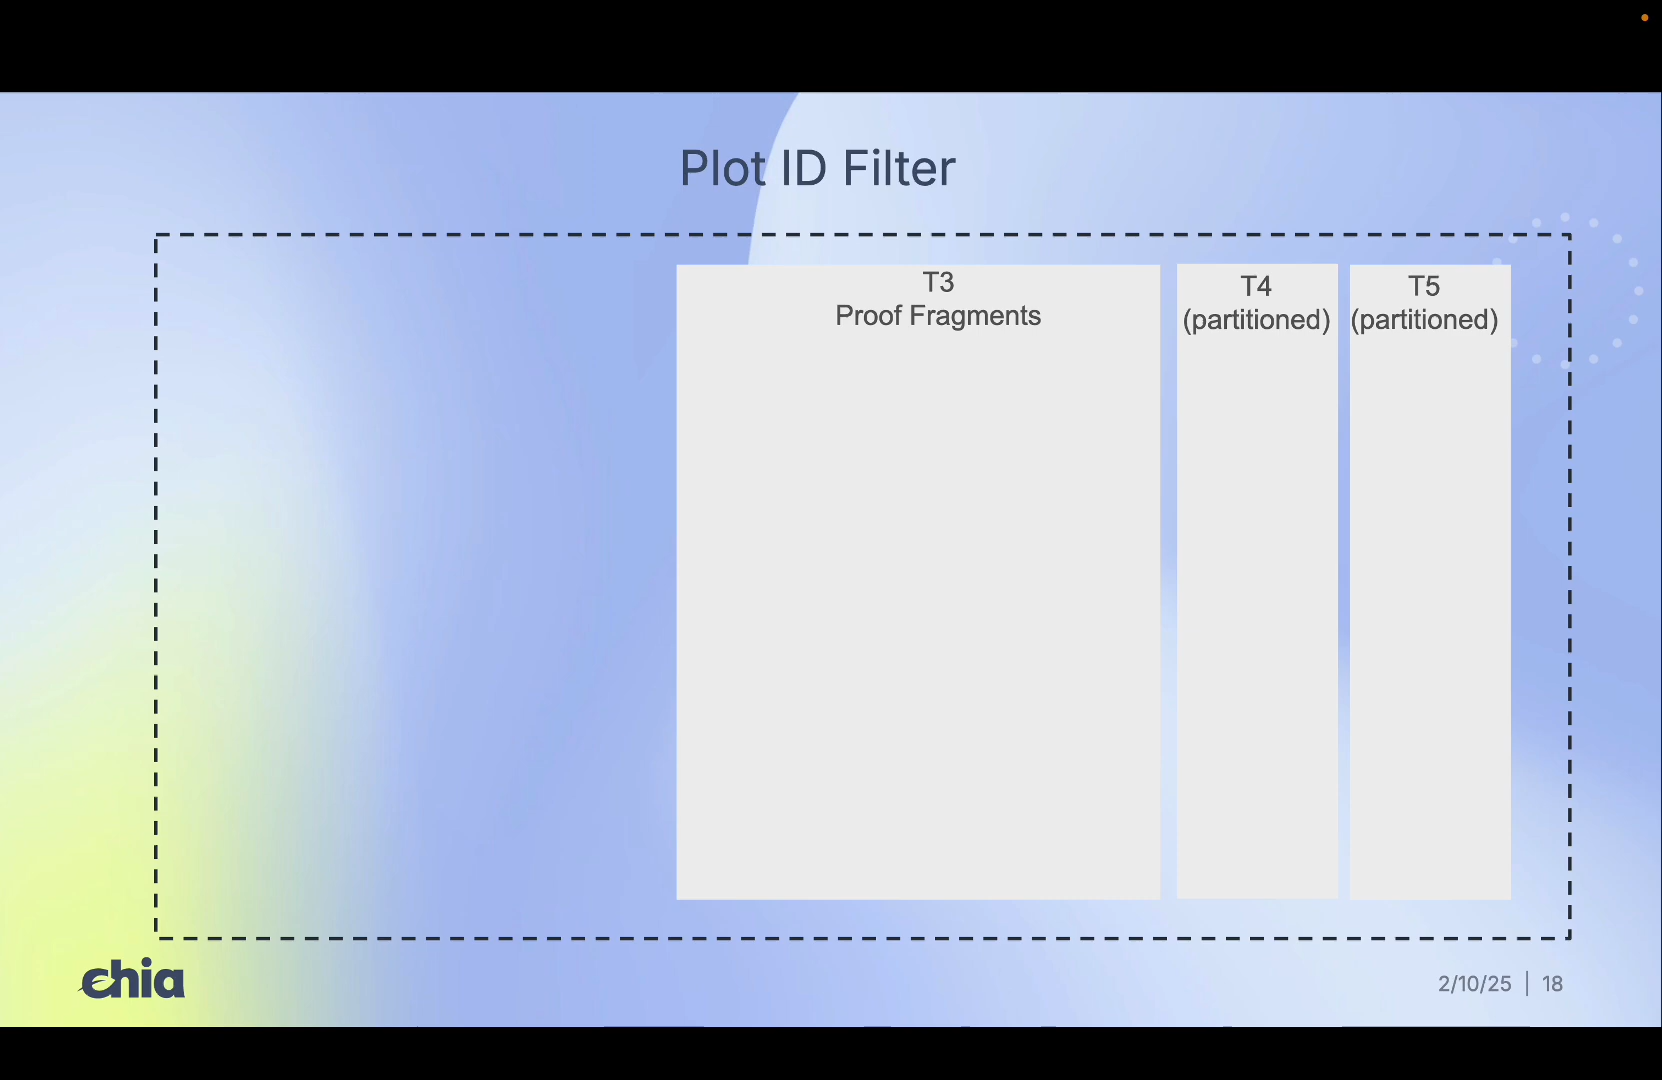 Plot ID Filter
T3
Proof Fragments
T4
(partitioned)
T5
(partitioned)
chia
2/10/25 | 18